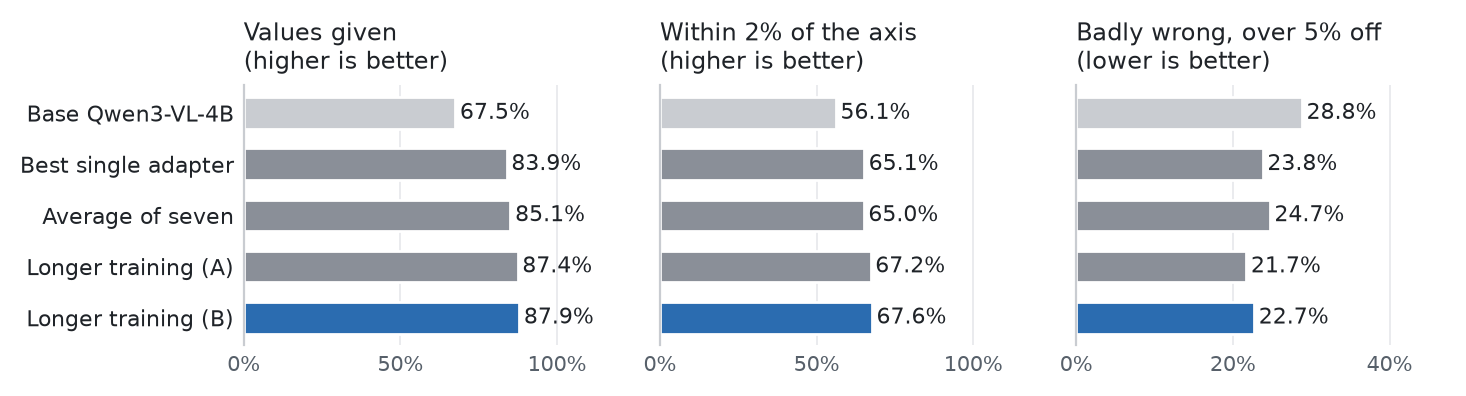 Values given
(higher is better)
Within 2% of the axis
(higher is better)
Badly wrong, over 5% off
(lower is better)
Base Qwen3-VL-4B 67.5% 56.1% 28.8%
Best single adapter 83.9% 65.1% 23.8%
Average of seven 85.1% 65.0% 24.7%
Longer training (A) 87.4% 67.2% 21.7%
Longer training (B) 87.9% 67.6% 22.7%
0% 50% 100% 0% 50% 100% 0% 20% 40%